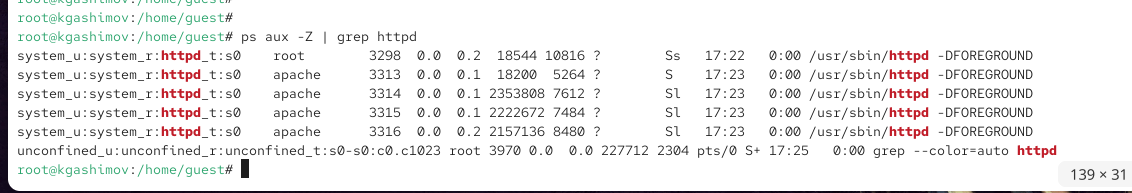 root@kgashimov:/home/guest#
root@kgashimov:/home/guest# ps aux -Z | grep httpd
system_u:system_r:httpd_t:s0    root        3298  0.0  0.2  18544 10816 ?        Ss   17:22   0:00 /usr/sbin/httpd -DFOREGROUND
system_u:system_r:httpd_t:s0    apache      3313  0.0  0.1  18200  5264 ?        S    17:23   0:00 /usr/sbin/httpd -DFOREGROUND
system_u:system_r:httpd_t:s0    apache      3314  0.0  0.1 2353808 7612 ?        Sl   17:23   0:00 /usr/sbin/httpd -DFOREGROUND
system_u:system_r:httpd_t:s0    apache      3315  0.0  0.1 2222672 7484 ?        Sl   17:23   0:00 /usr/sbin/httpd -DFOREGROUND
system_u:system_r:httpd_t:s0    apache      3316  0.0  0.2 2157136 8480 ?        Sl   17:23   0:00 /usr/sbin/httpd -DFOREGROUND
unconfined_u:unconfined_r:unconfined_t:s0-s0:c0.c1023 root 3970 0.0  0.0 227712 2304 pts/0 S+ 17:25   0:00 grep --color=auto httpd
root@kgashimov:/home/guest#
139 × 31